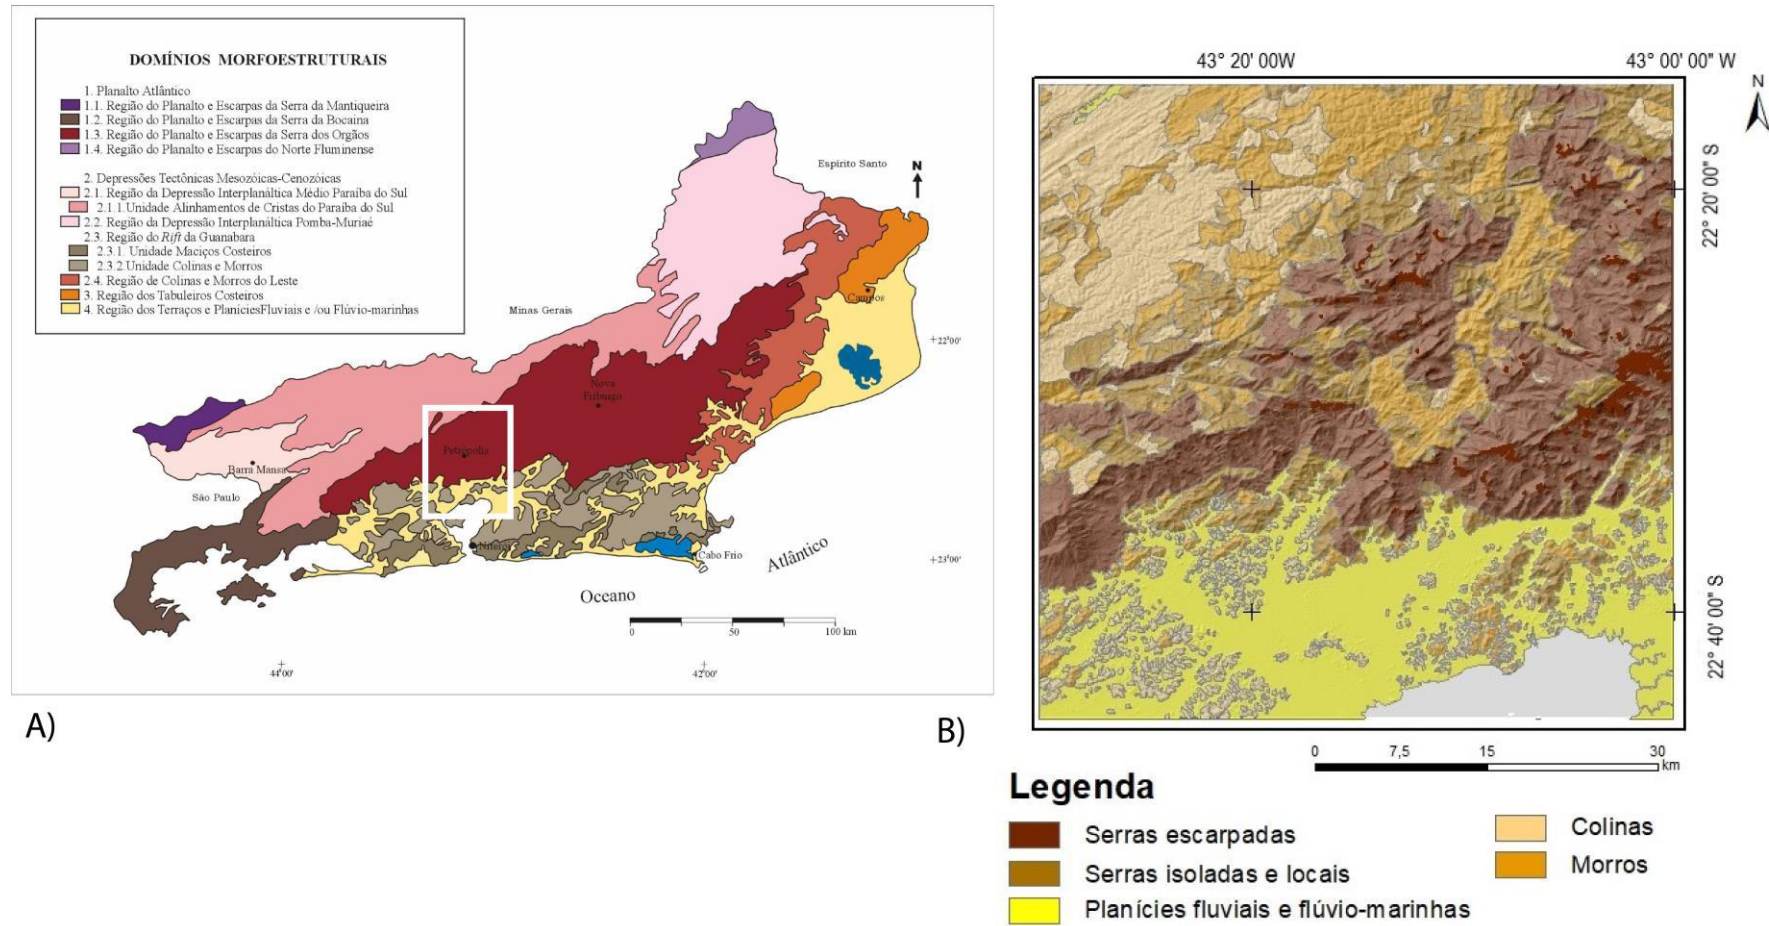 DOMÍNIOS MORFOESTRUTURAIS
1. Planalto Atlântico
1.1. Região do Planalto e Escarpas da Serra da Mantiqueira
1.2. Região do Planalto e Escarpas da Serra da Bocaina
1.3. Região do Planalto e Escarpas da Serra dos Orgãos
1.4. Região do Planalto e Escarpas do Norte Fluminense
2. Depressões Tectônicas Mesozóicas-Cenozóicas
2.1. Região da Depressão Interplanáltica Médio Paraíba do Sul
2.1.1.Unidade Alinhamentos de Cristas do Paraíba do Sul
2.2. Região da Depressão Interplanáltica Pomba-Muriaé
2.3. Região do Rift da Guanabara
2.3.1. Unidade Maciços Costeiros
2.3.2.Unidade Colinas e Morros
2.4. Região de Colinas e Morros do Leste
3. Região dos Tabuleiros Costeiros
4. Região dos Terraços e PlaníciesFluviais e /ou Flúvio-marinhas
Espírito Santo
N
Campos
Minas Gerais
22°00'
Nova
Friburgo
Petrópolis
Barra Mansa
São Paulo
Niterói
Cabo Frio
Atlântico
23°00'
Oceano
0 50 100 km
44°00'
42°00'
A)
43° 20' 00W
43° 00' 00" W
N
22° 20' 00" S
22° 40' 00" S
B)
0 7,5 15 30
km
Legenda
Serras escarpadas
Serras isoladas e locais
Planícies fluviais e flúvio-marinhas
Colinas
Morros